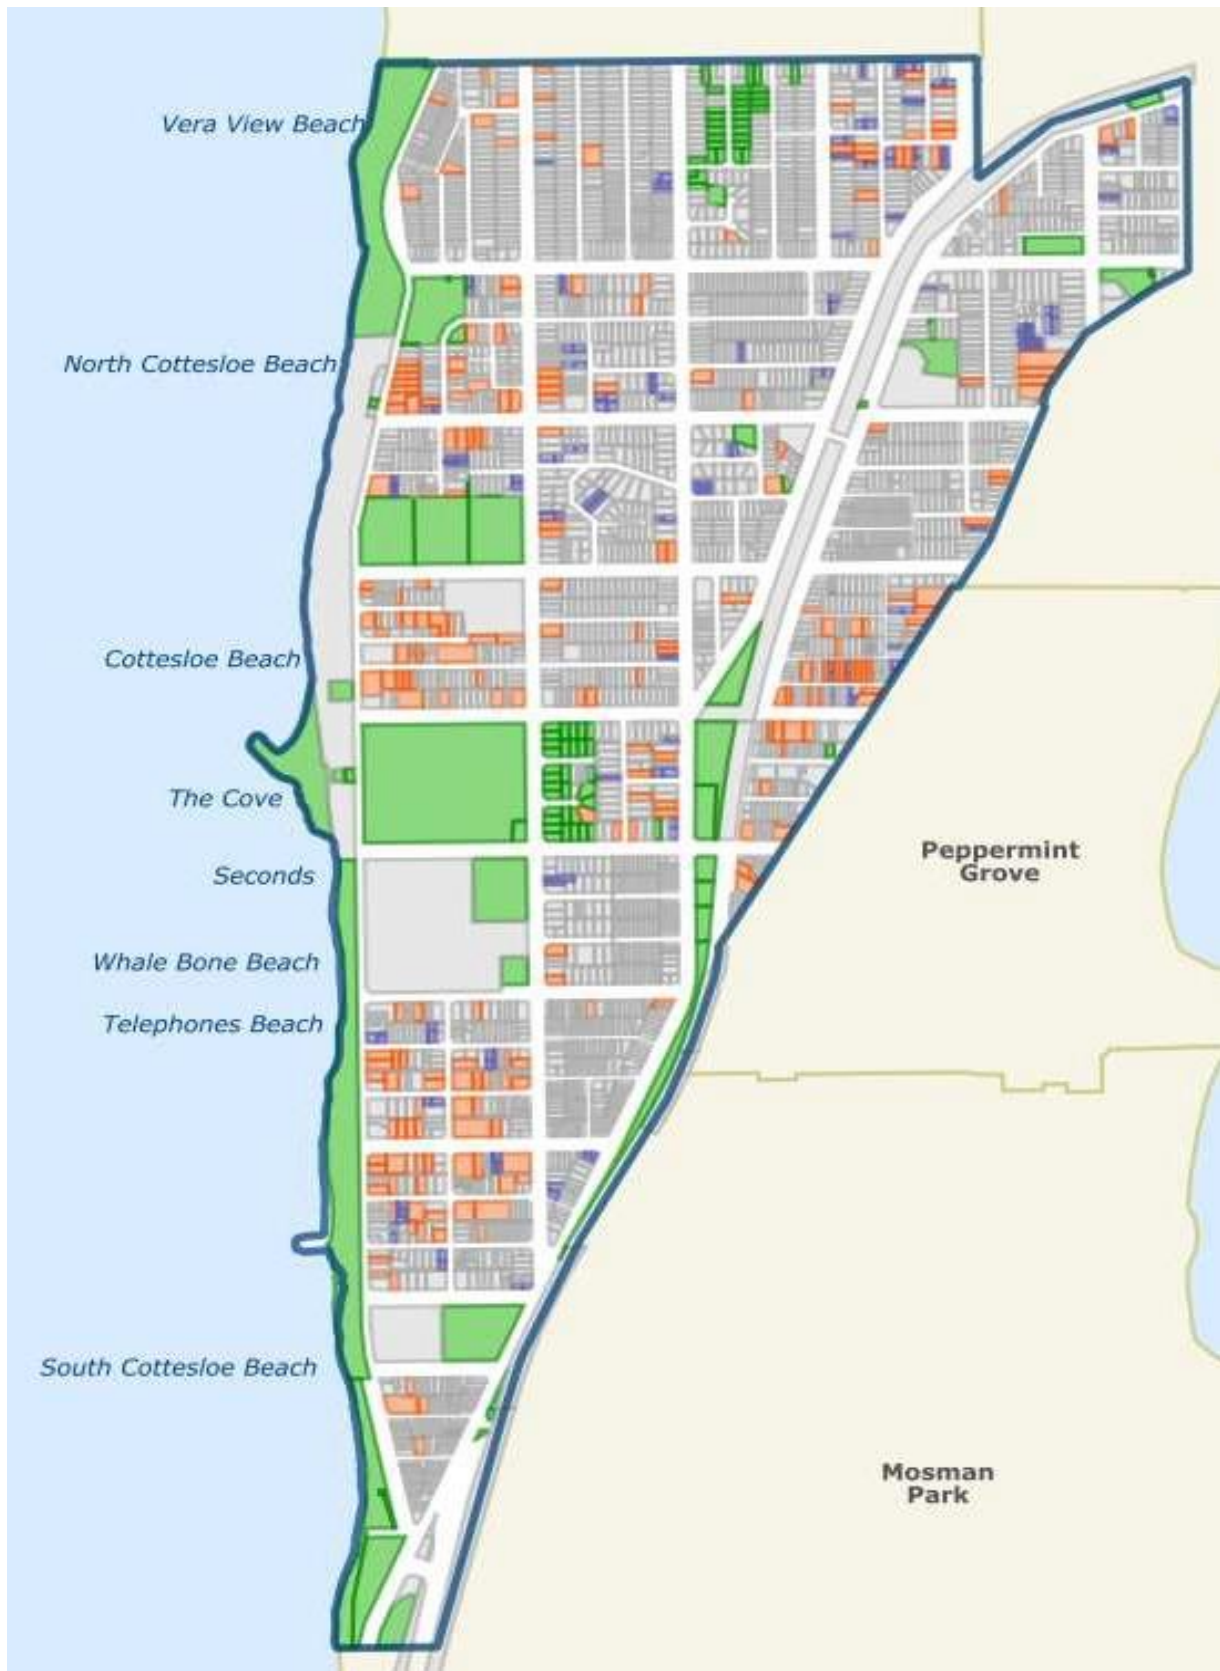 Vera View Beach
North Cottesloe Beach
Cottesloe Beach
The Cove
Peppermint
Grove
Seconds
Whale Bone Beach
Telephones Beach
South Cottesloe Beach
Mosman
Park